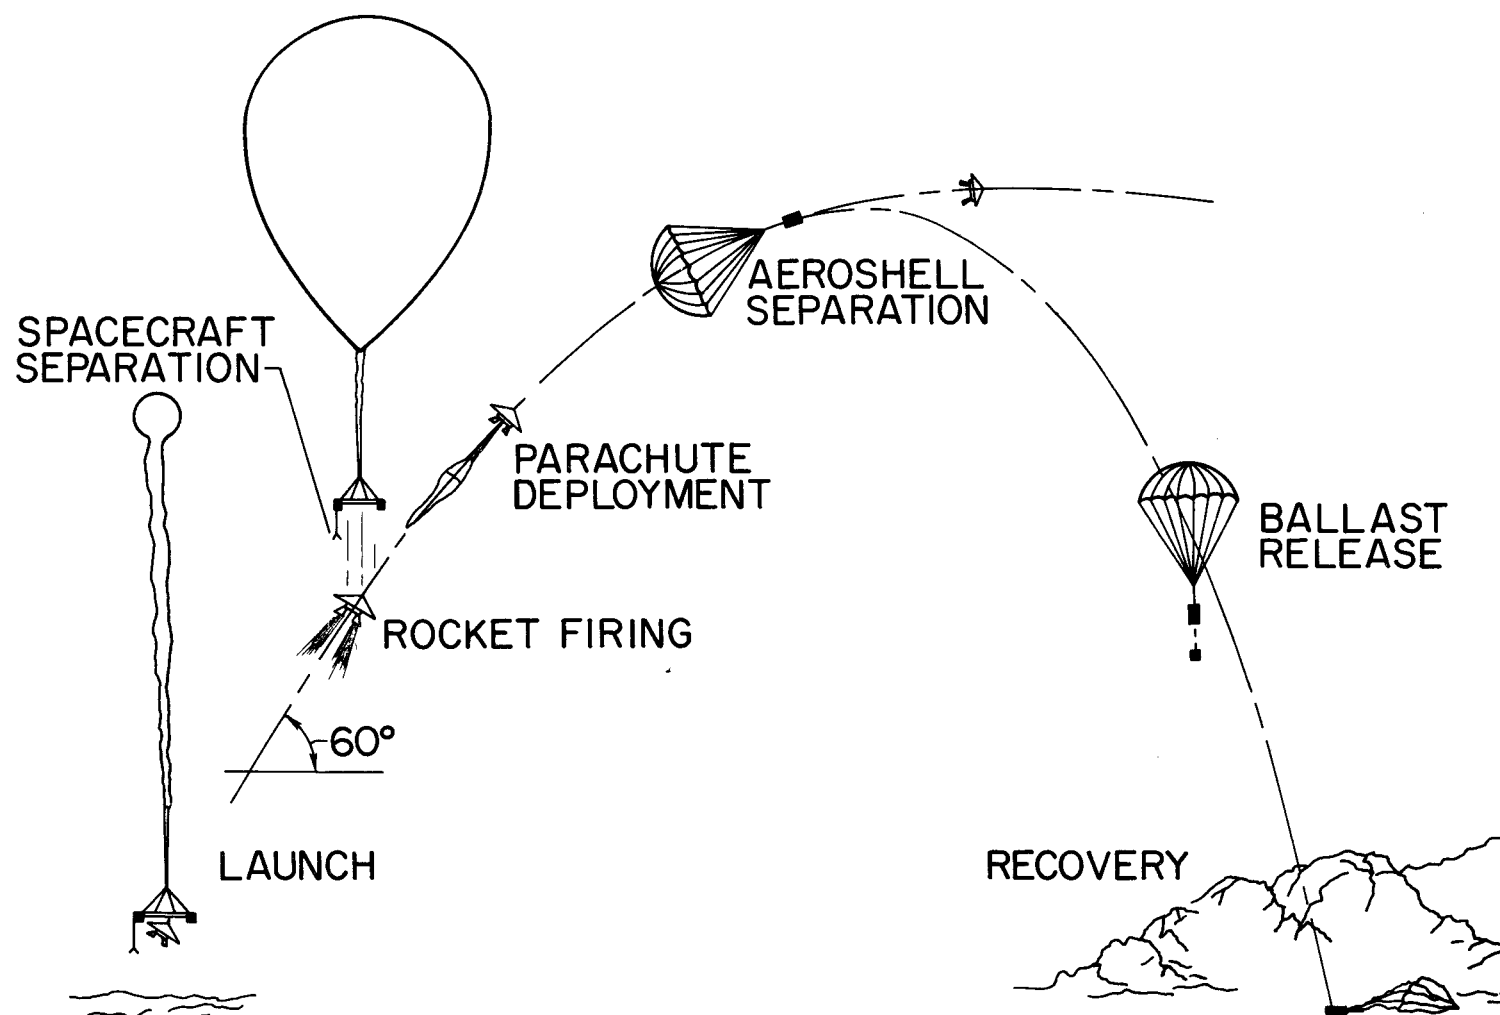 AEROSHELL
SEPARATION
SPACECRAFT
SEPARATION
PARACHUTE
DEPLOYMENT
BALLAST
RELEASE
ROCKET FIRING
60°
LAUNCH
RECOVERY